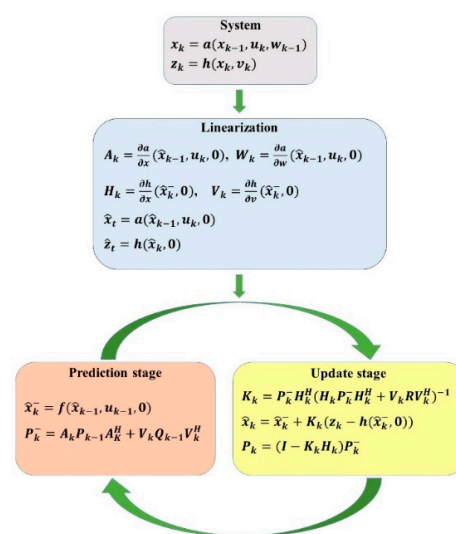 System
x_k = a(x_{k-1}, u_k, w_{k-1})
z_k = h(x_k, v_k)
Linearization
A_k = ∂a/∂x (x̂_{k-1}, u_k, 0), W_k = ∂a/∂w (x̂_{k-1}, u_k, 0)
H_k = ∂h/∂x (x̂_k^-, 0), V_k = ∂h/∂v (x̂_k^-, 0)
x̂_t = a(x̂_{k-1}, u_k, 0)
ẑ_t = h(x̂_k, 0)
Prediction stage
x̂_k^- = f(x̂_{k-1}, u_{k-1}, 0)
P_k^- = A_k P_{k-1} A_K^H + V_k Q_{k-1} V_k^H
Update stage
K_k = P_k^- H_k^H (H_k P_k^- H_k^H + V_k R V_k^H)^{-1}
x̂_k = x̂_k^- + K_k(z_k - h(x̂_k^-, 0)
P_k = (I - K_k H_k)P_k^-